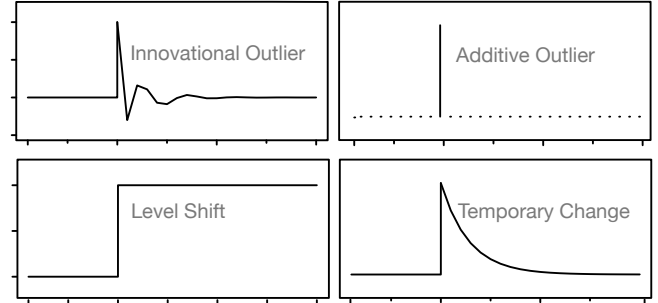 Innovational Outlier
Additive Outlier
Level Shift
Temporary Change